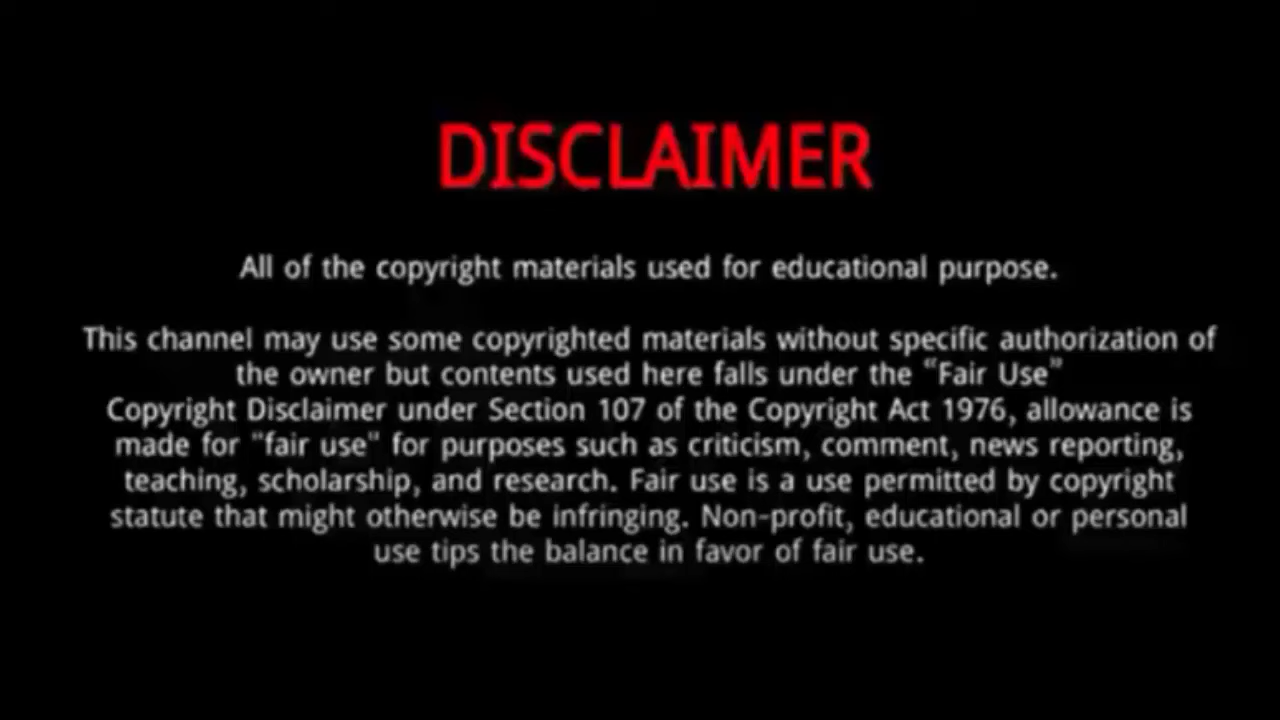 DISCLAIMER
All of the copyright materials used for educational purpose.
This channel may use some copyrighted materials without specific authorization of
the owner but contents used here falls under the “Fair Use”
Copyright Disclaimer under Section 107 of the Copyright Act 1976, allowance is
made for "fair use" for purposes such as criticism, comment, news reporting,
teaching, scholarship, and research. Fair use is a use permitted by copyright
statute that might otherwise be infringing. Non-profit, educational or personal
use tips the balance in favor of fair use.